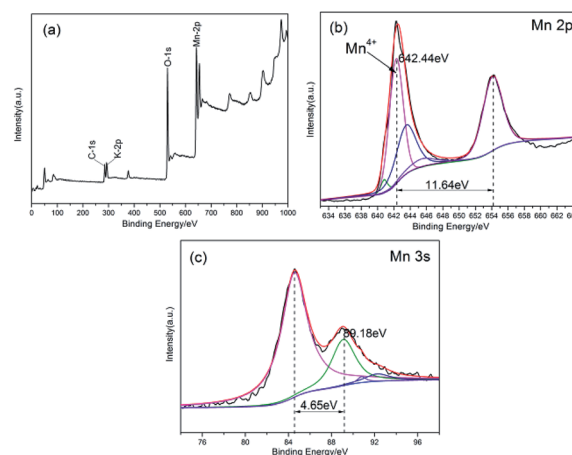 (a)
O-1s
Mn-2p
C-1s
K-2p
Intensity(a.u.)
0 100 200 300 400 500 600 700 800 900 1000
Binding Energy/eV
(b)
Mn 2p
Mn4+
642.44eV
11.64eV
Intensity(a.u.)
634 636 638 640 642 644 646 648 650 652 654 656 658 660 662 664
Binding Energy/eV
(c)
Mn 3s
89.18eV
4.65eV
Intensity(a.u.)
76 80 84 88 92 96
Binding Energy/eV